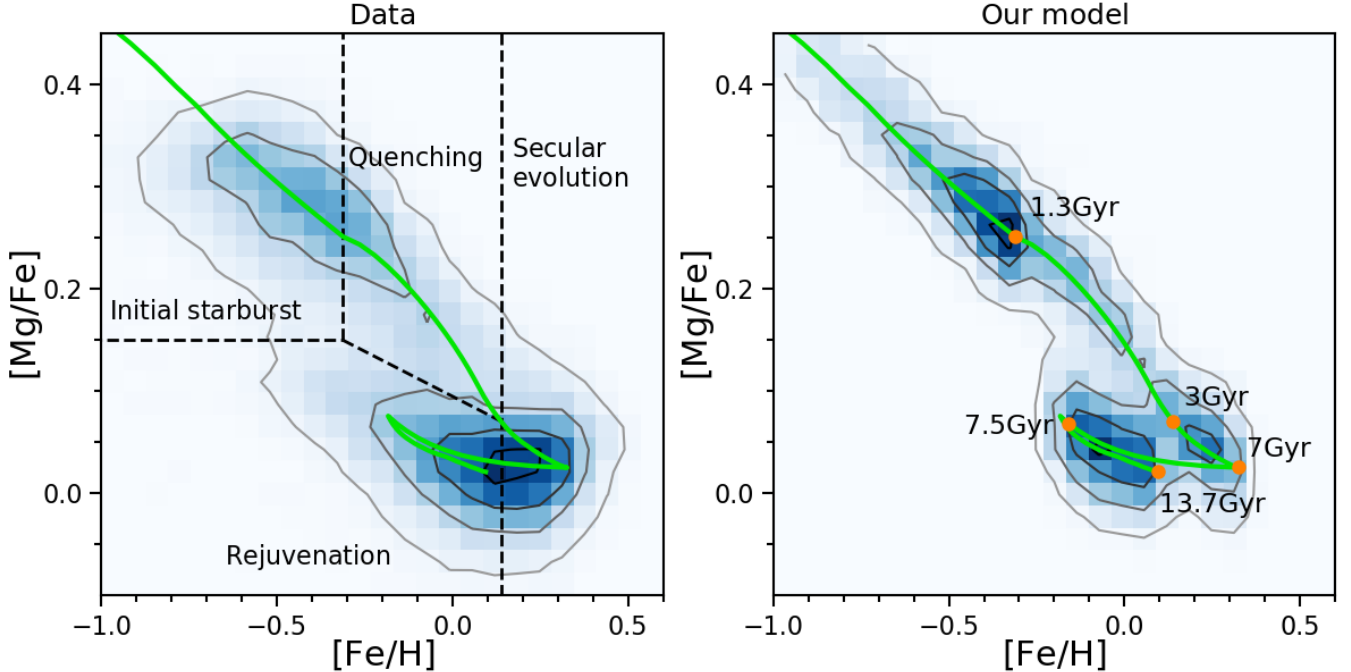 Data
[Mg/Fe]
0.4
0.2
0.0
Quenching
Secular
evolution
Initial starburst
Rejuvenation
−1.0
−0.5
0.0
0.5
[Fe/H]
Our model
[Mg/Fe]
0.4
0.2
0.0
1.3Gyr
3Gyr
7.5Gyr
7Gyr
13.7Gyr
−1.0
−0.5
0.0
0.5
[Fe/H]